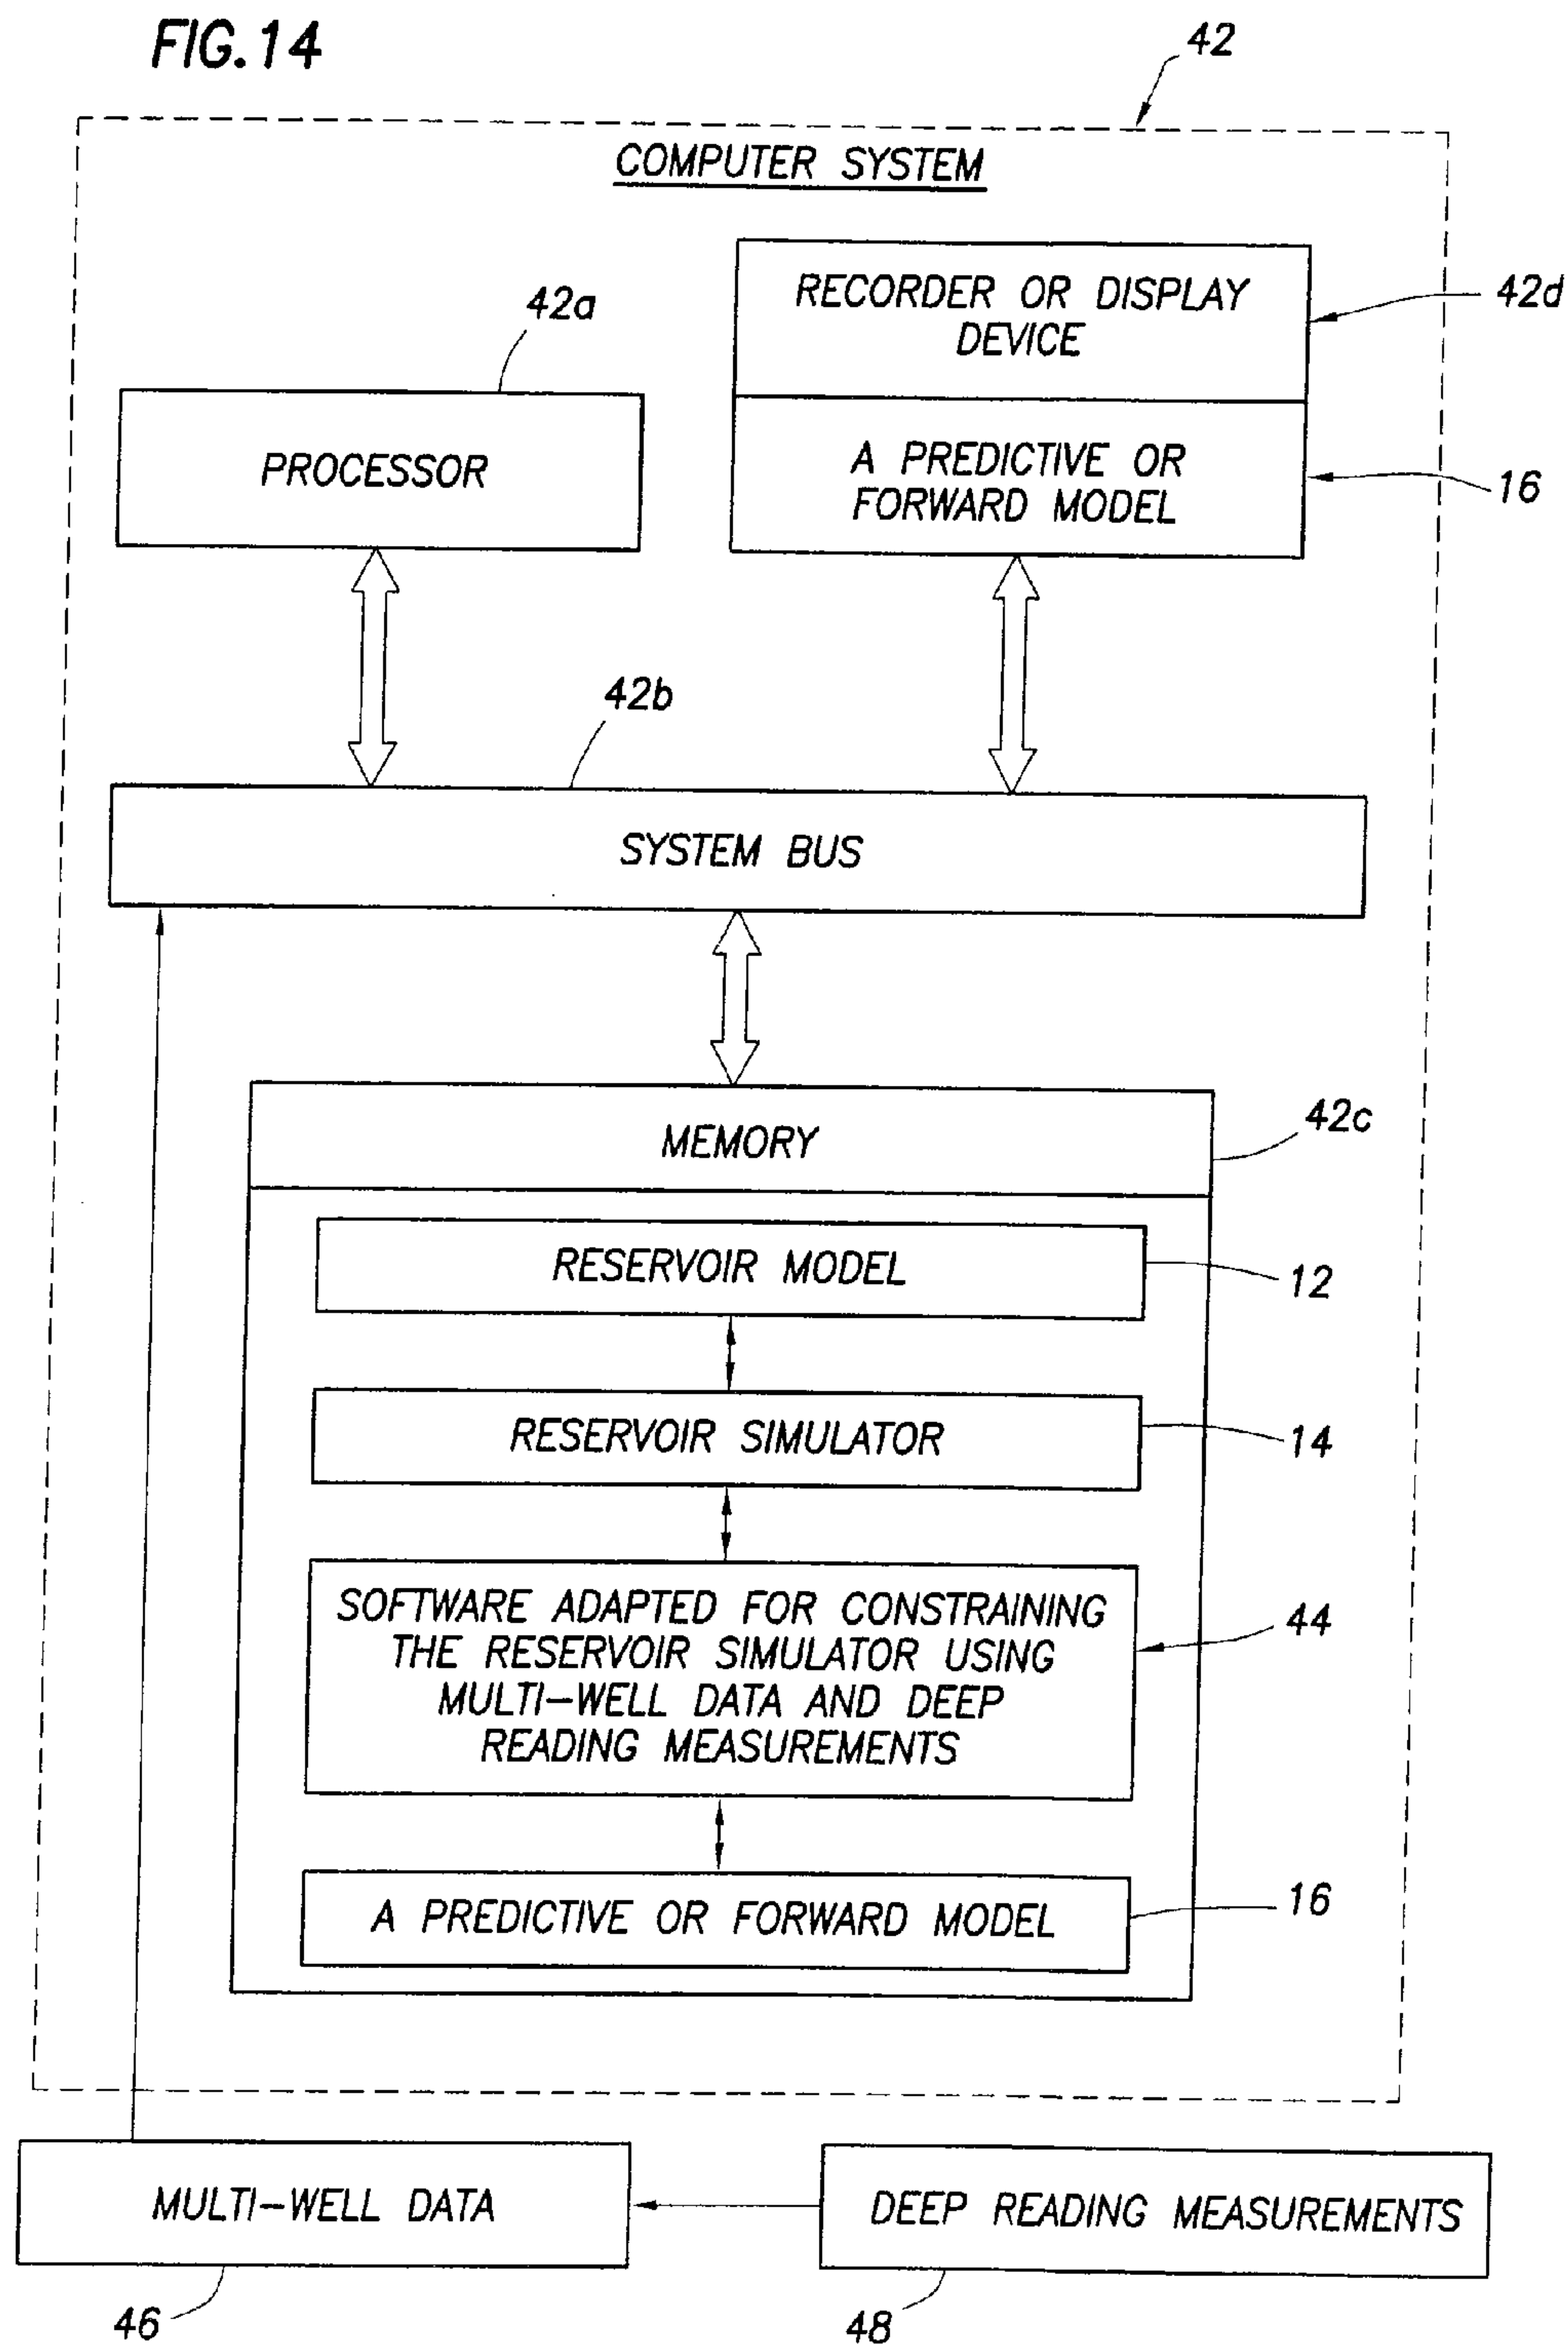 FIG.14
42
COMPUTER SYSTEM
RECORDER OR DISPLAY
DEVICE
42d
42a
PROCESSOR
A PREDICTIVE OR
FORWARD MODEL
16
42b
SYSTEM BUS
MEMORY
42c
RESERVOIR MODEL
12
RESERVOIR SIMULATOR
14
SOFTWARE ADAPTED FOR CONSTRAINING
THE RESERVOIR SIMULATOR USING
MULTI-WELL DATA AND DEEP
READING MEASUREMENTS
44
A PREDICTIVE OR FORWARD MODEL
16
MULTI-WELL DATA
DEEP READING MEASUREMENTS
46
48